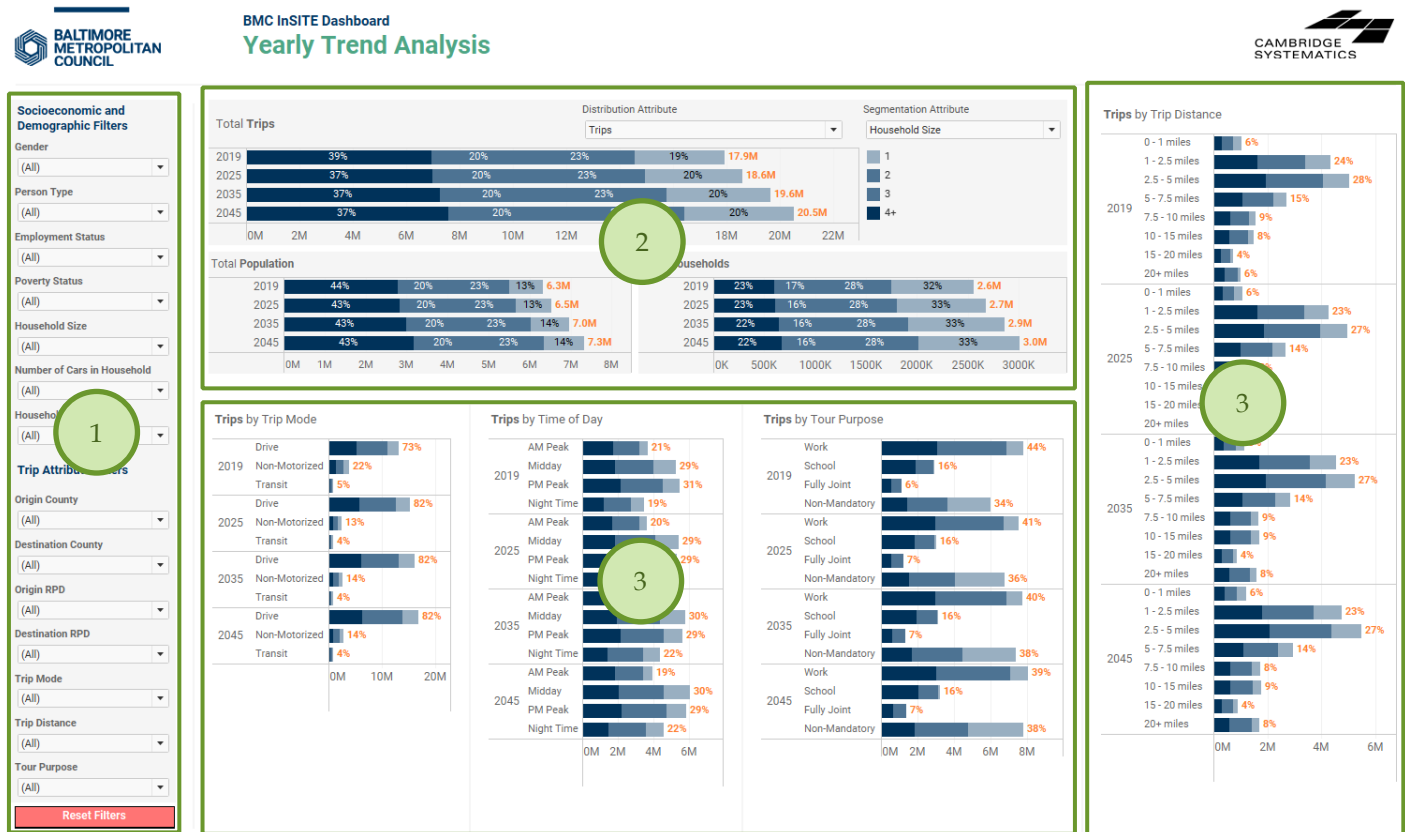 BALTIMORE
METROPOLITAN
COUNCIL
BMC InSITE Dashboard
Yearly Trend Analysis
CAMBRIDGE
SYSTEMATICS
Socioeconomic and
Demographic Filters
Gender
(All)
Person Type
(All)
Employment Status
(All)
Poverty Status
(All)
Household Size
(All)
Number of Cars in Household
(All)
(All)
1
Trip
Origin County
(All)
Destination County
(All)
Origin RPD
(All)
Destination RPD
(All)
Trip Mode
(All)
Trip Distance
(All)
Tour Purpose
(All)
Reset Filters
Total Trips
Distribution Attribute
Trips
Segmentation Attribute
Household Size
2019 39% 20% 23% 19% 17.9M
2025 37% 20% 23% 20% 18.6M
2035 37% 20% 23% 20% 19.6M
2045 37% 20% 20% 20.5M
0M 2M 4M 6M 8M 10M 12M 18M 20M 22M
1
2
3
4+
2
Total Population
2019 44% 20% 23% 13% 6.3M
2025 43% 20% 23% 13% 6.5M
2035 43% 20% 23% 14% 7.0M
2045 43% 20% 23% 14% 7.3M
0M 1M 2M 3M 4M 5M 6M 7M 8M
2019 23% 17% 28% 32% 2.6M
2025 23% 16% 28% 33% 2.7M
2035 22% 16% 28% 33% 2.9M
2045 22% 16% 28% 33% 3.0M
0K 500K 1000K 1500K 2000K 2500K 3000K
Trips by Trip Mode
2019
Drive 73%
Non-Motorized 22%
Transit 5%
2025
Drive 82%
Non-Motorized 13%
Transit 4%
2035
Drive 82%
Non-Motorized 14%
Transit 4%
2045
Drive 82%
Non-Motorized 14%
Transit 4%
0M 10M 20M
Trips by Time of Day
2019
AM Peak 21%
Midday 29%
PM Peak 31%
Night Time 19%
2025
AM Peak 20%
Midday 29%
PM Peak 29%
Night Time
3
2035
AM Peak
Midday 30%
PM Peak 29%
Night Time 22%
2045
AM Peak 19%
Midday 30%
PM Peak 29%
Night Time 22%
0M 2M 4M 6M
Trips by Tour Purpose
2019
Work 44%
School 16%
Fully Joint 6%
Non-Mandatory 34%
2025
Work 41%
School 16%
Fully Joint 7%
Non-Mandatory 36%
2035
Work 40%
School 16%
Fully Joint 7%
Non-Mandatory 38%
2045
Work 39%
School 16%
Fully Joint 7%
Non-Mandatory 38%
0M 2M 4M 6M 8M
Trips by Trip Distance
2019
0 - 1 miles 6%
1 - 2.5 miles 24%
2.5 - 5 miles 28%
5 - 7.5 miles 15%
7.5 - 10 miles 9%
10 - 15 miles 8%
15 - 20 miles 4%
20+ miles 6%
2025
0 - 1 miles 6%
1 - 2.5 miles 23%
2.5 - 5 miles 27%
5 - 7.5 miles 14%
7.5 - 10 miles
10 - 15 miles
15 - 20 miles
20+ miles
3
2035
0 - 1 miles
1 - 2.5 miles 23%
2.5 - 5 miles 27%
5 - 7.5 miles 14%
7.5 - 10 miles 9%
10 - 15 miles 9%
15 - 20 miles 4%
20+ miles 8%
2045
0 - 1 miles 6%
1 - 2.5 miles 23%
2.5 - 5 miles 27%
5 - 7.5 miles 14%
7.5 - 10 miles 8%
10 - 15 miles 9%
15 - 20 miles 4%
20+ miles 8%
0M 2M 4M 6M